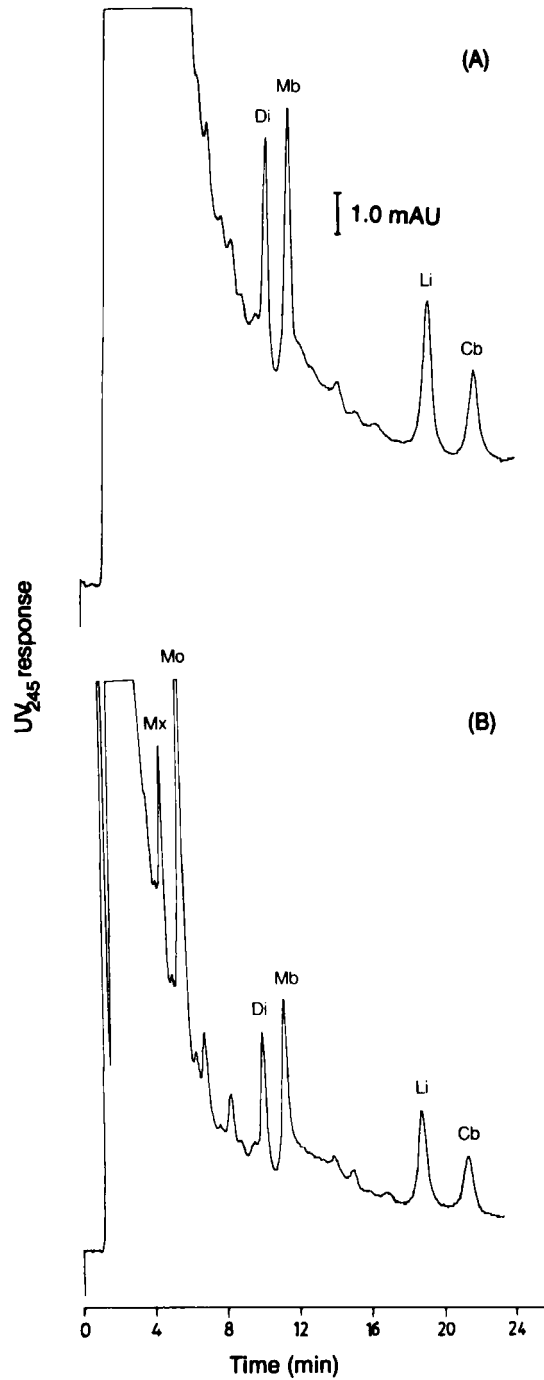 (A)
Di
Mb
1.0 mAU
Li
Cb
UV245 response
Mo
Mx
(B)
Di
Mb
Li
Cb
0 4 8 12 16 20 24
Time (min)